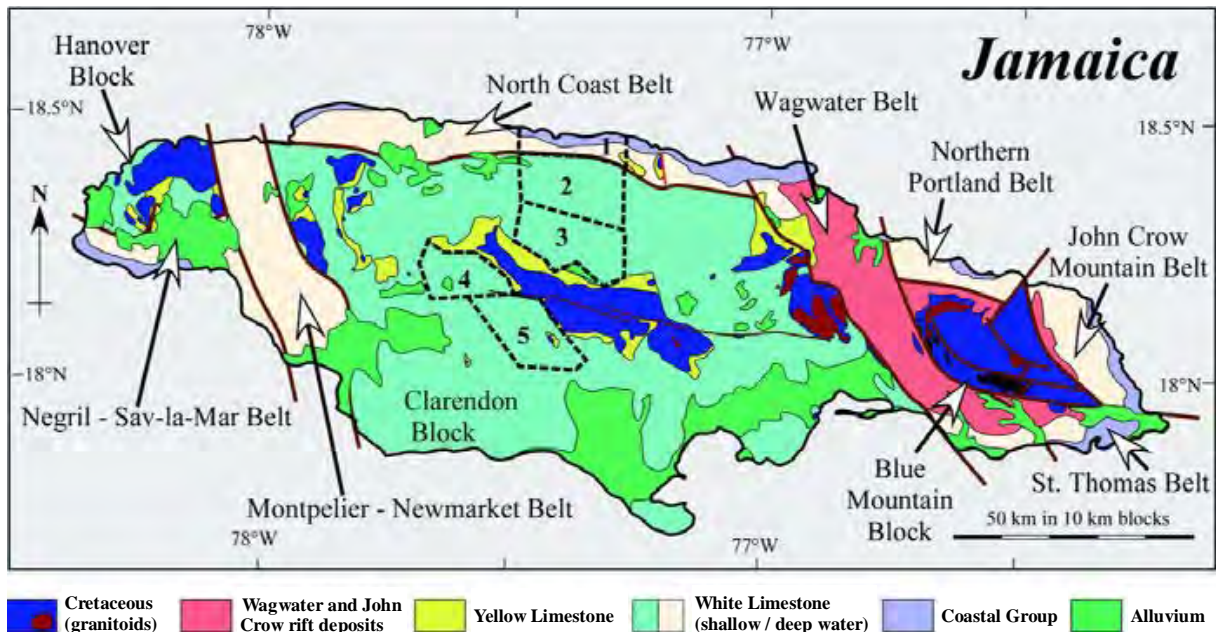 78°W
77°W
Jamaica
Hanover
Block
North Coast Belt
Wagwater Belt
18.5°N
18.5°N
Northern
Portland Belt
1
2
N
3
John Crow
Mountain Belt
4
5
18°N
18°N
Clarendon
Block
Negril - Sav-la-Mar Belt
Montpelier - Newmarket Belt
Blue
Mountain
Block
St. Thomas Belt
50 km in 10 km blocks
78°W
77°W
Cretaceous
(granitoids)
Wagwater and John
Crow rift deposits
Yellow Limestone
White Limestone
(shallow / deep water)
Coastal Group
Alluvium